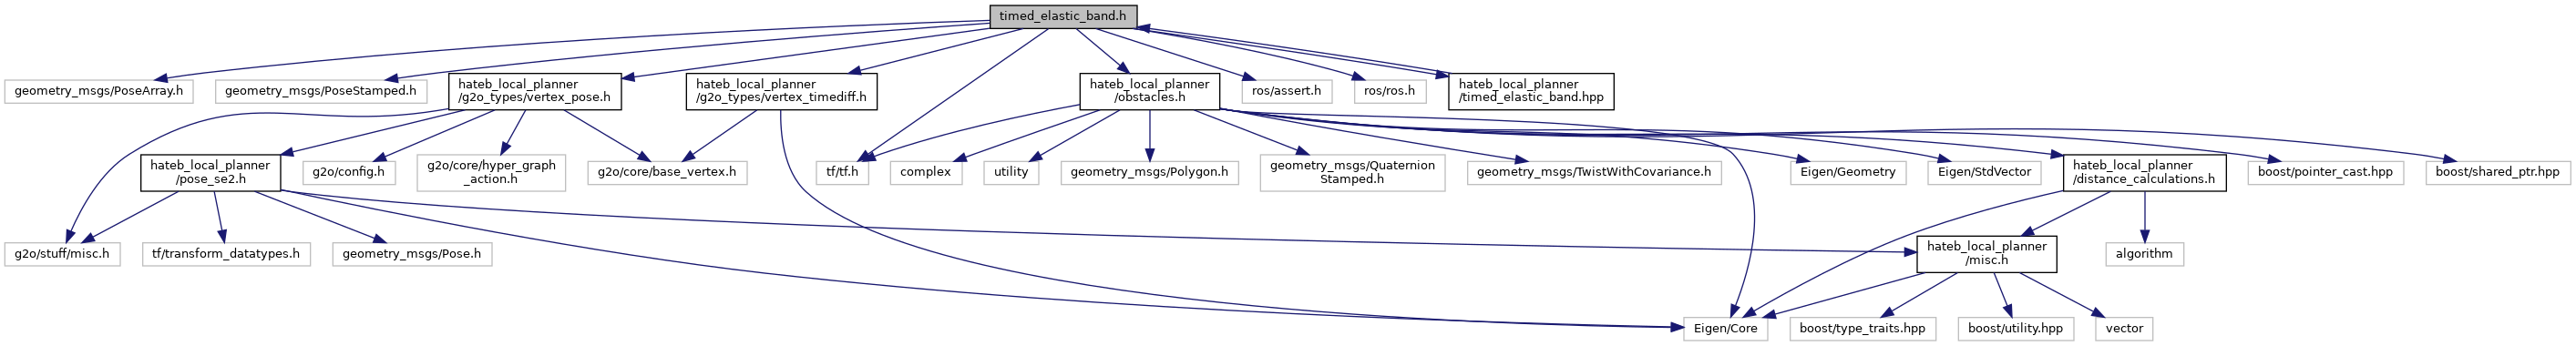 timed_elastic_band.h
geometry_msgs/PoseArray.h
geometry_msgs/PoseStamped.h
hateb_local_planner
/g2o_types/vertex_pose.h
hateb_local_planner
/g2o_types/vertex_timediff.h
hateb_local_planner
/obstacles.h
ros/assert.h
ros/ros.h
hateb_local_planner
/timed_elastic_band.hpp
hateb_local_planner
/pose_se2.h
g2o/config.h
g2o/core/hyper_graph
_action.h
g2o/core/base_vertex.h
tf/tf.h
complex
utility
geometry_msgs/Polygon.h
geometry_msgs/Quaternion
Stamped.h
geometry_msgs/TwistWithCovariance.h
Eigen/Geometry
Eigen/StdVector
hateb_local_planner
/distance_calculations.h
boost/pointer_cast.hpp
boost/shared_ptr.hpp
g2o/stuff/misc.h
tf/transform_datatypes.h
geometry_msgs/Pose.h
hateb_local_planner
/misc.h
algorithm
Eigen/Core
boost/type_traits.hpp
boost/utility.hpp
vector